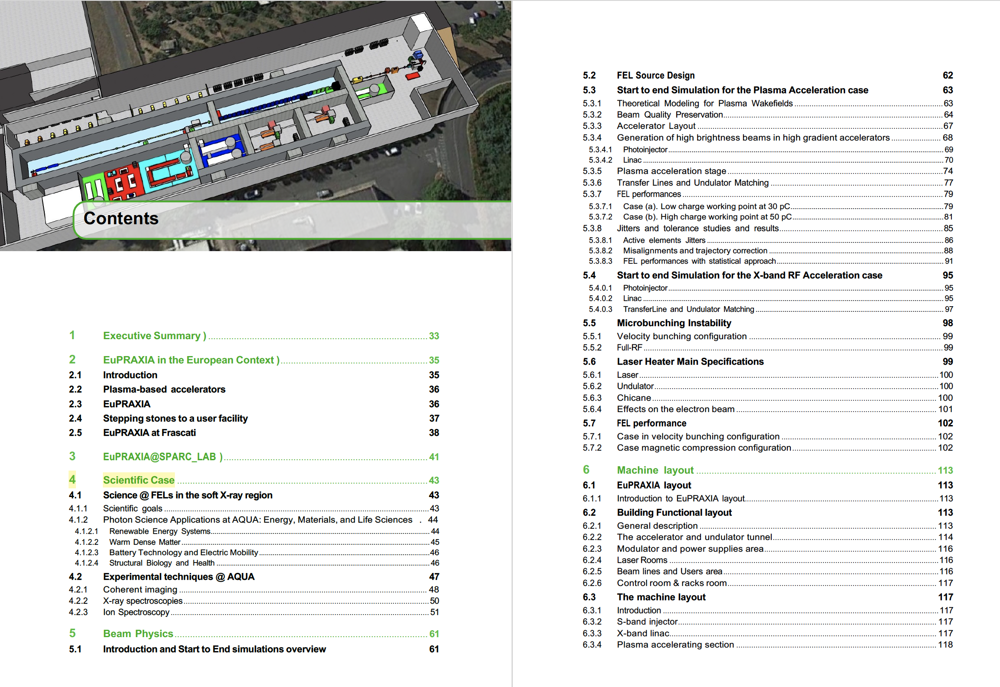 Contents
1 Executive Summary ) 33
2 EuPRAXIA in the European Context ) 35
2.1 Introduction 35
2.2 Plasma-based accelerators 36
2.3 EuPRAXIA 36
2.4 Stepping stones to a user facility 37
2.5 EuPRAXIA at Frascati 38
3 EuPRAXIA@SPARC_LAB ) 41
4 Scientific Case 43
4.1 Science @ FELs in the soft X-ray region 43
4.1.1 Scientific goals 43
4.1.2 Photon Science Applications at AQUA: Energy, Materials, and Life Sciences . 44
4.1.2.1 Renewable Energy Systems 44
4.1.2.2 Warm Dense Matter 45
4.1.2.3 Battery Technology and Electric Mobility 46
4.1.2.4 Structural Biology and Health 46
4.2 Experimental techniques @ AQUA 47
4.2.1 Coherent imaging 48
4.2.2 X-ray spectroscopies 50
4.2.3 Ion Spectroscopy 51
5 Beam Physics 61
5.1 Introduction and Start to End simulations overview 61
5.2 FEL Source Design 62
5.3 Start to end Simulation for the Plasma Acceleration case 63
5.3.1 Theoretical Modeling for Plasma Wakefields 63
5.3.2 Beam Quality Preservation 64
5.3.3 Accelerator Layout 67
5.3.4 Generation of high brightness beams in high gradient accelerators 68
5.3.4.1 Photoinjector 69
5.3.4.2 Linac 70
5.3.5 Plasma acceleration stage 74
5.3.6 Transfer Lines and Undulator Matching 77
5.3.7 FEL performances 79
5.3.7.1 Case (a). Low charge working point at 30 pC 79
5.3.7.2 Case (b). High charge working point at 50 pC 81
5.3.8 Jitters and tolerance studies and results 85
5.3.8.1 Active elements Jitters 86
5.3.8.2 Misalignments and trajectory correction 88
5.3.8.3 FEL performances with statistical approach 91
5.4 Start to end Simulation for the X-band RF Acceleration case 95
5.4.0.1 Photoinjector 95
5.4.0.2 Linac 95
5.4.0.3 TransferLine and Undulator Matching 97
5.5 Microbunching Instability 98
5.5.1 Velocity bunching configuration 99
5.5.2 Full-RF 99
5.6 Laser Heater Main Specifications 99
5.6.1 Laser 100
5.6.2 Undulator 100
5.6.3 Chicane 100
5.6.4 Effects on the electron beam 101
5.7 FEL performance 102
5.7.1 Case in velocity bunching configuration 102
5.7.2 Case magnetic compression configuration 102
6 Machine layout 113
6.1 EuPRAXIA layout 113
6.1.1 Introduction to EuPRAXIA layout 113
6.2 Building Functional layout 113
6.2.1 General description 113
6.2.2 The accelerator and undulator tunnel 114
6.2.3 Modulator and power supplies area 116
6.2.4 Laser Rooms 116
6.2.5 Beam lines and Users area 116
6.2.6 Control room & racks room 117
6.3 The machine layout 117
6.3.1 Introduction 117
6.3.2 S-band injector 117
6.3.3 X-band linac 117
6.3.4 Plasma accelerating section 118